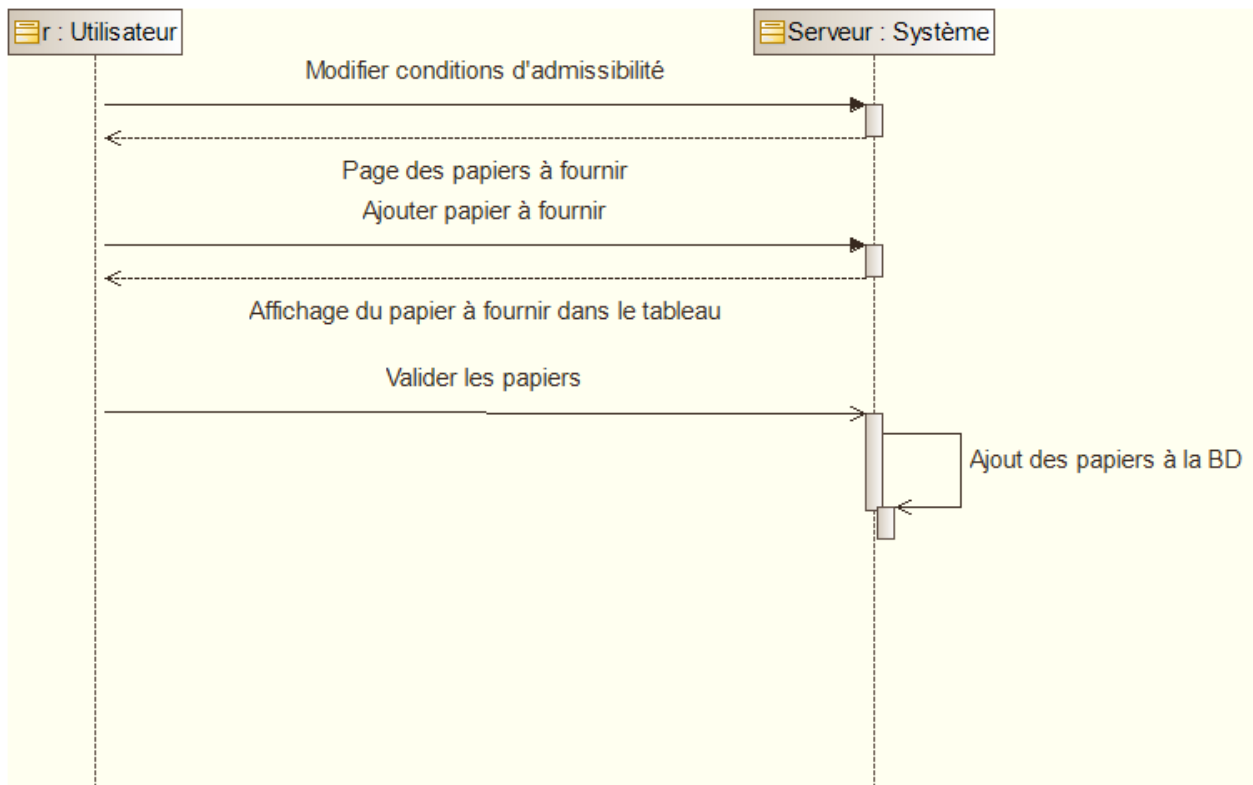 r : Utilisateur
Serveur : Système
Modifier conditions d'admissibilité
Page des papiers à fournir
Ajouter papier à fournir
Affichage du papier à fournir dans le tableau
Valider les papiers
Ajout des papiers à la BD